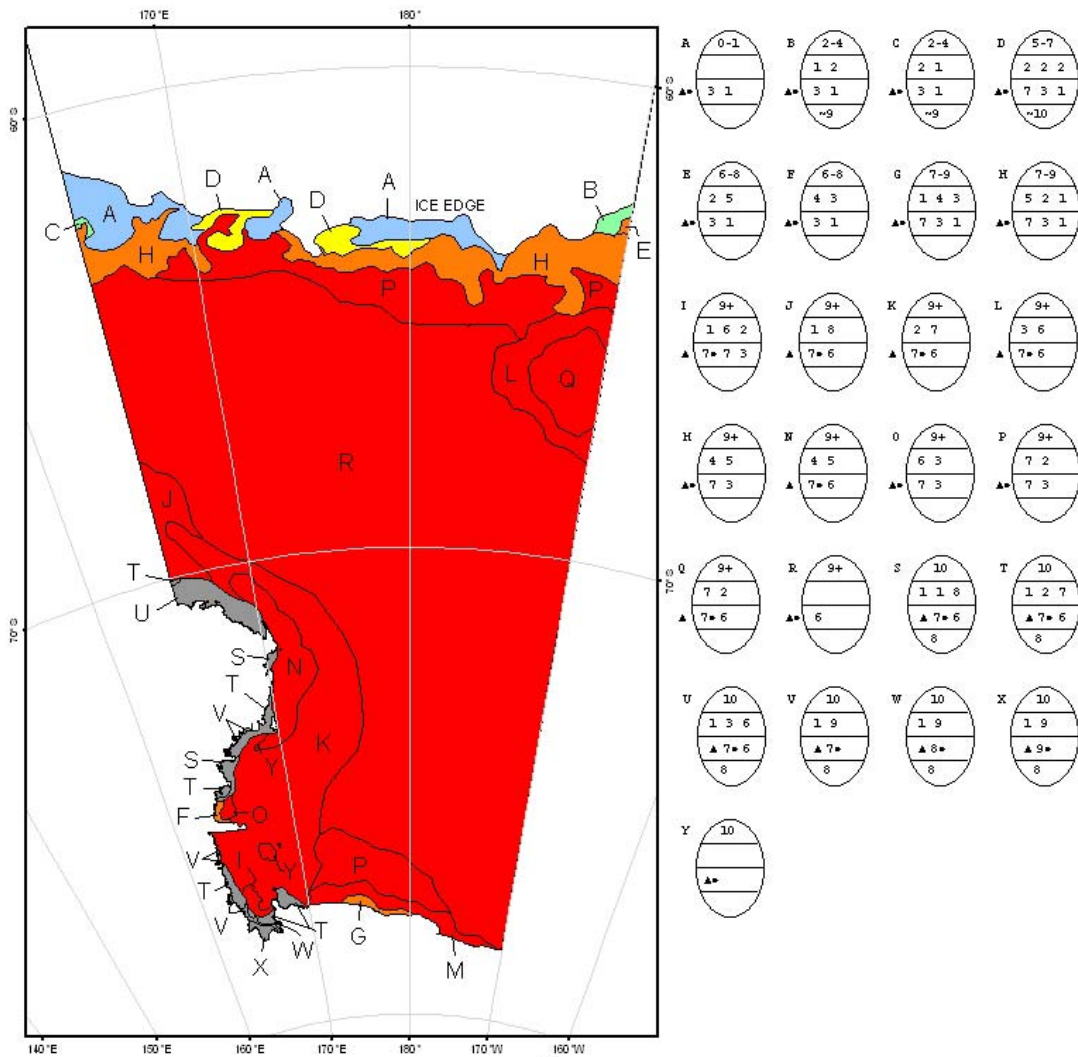 170°E 180°
60°S 60°S
D A D A ICE EDGE B
C A H H E
P P
L Q
R
J
T
U
70°S 70°S
S N
T
V
K
S Y
T
F O
V I Q Y P
T
V W T G
X M
140°E 150°E 160°E 170°E 180° 170°W 160°W
A 0-1
▲• 3 1
B 2-4
1 2
▲• 3 1
~9
C 2-4
2 1
▲• 3 1
~9
D 5-7
2 2 2
▲• 7 3 1
~10
E 6-8
2 5
▲• 3 1
F 6-8
4 3
▲• 3 1
G 7-9
1 4 3
▲• 7 3 1
H 7-9
5 2 1
▲• 7 3 1
I 9+
1 6 2
▲ 7• 7 3
J 9+
1 8
▲ 7• 6
K 9+
2 7
▲ 7• 6
L 9+
3 6
▲ 7• 6
H 9+
4 5
▲• 7 3
N 9+
4 5
▲ 7• 6
O 9+
6 3
▲• 7 3
P 9+
7 2
▲• 7 3
Q 9+
7 2
▲ 7• 6
R 9+
▲• 6
S 10
1 1 8
▲ 7• 6
8
T 10
1 2 7
▲ 7• 6
8
U 10
1 3 6
▲ 7• 6
8
V 10
1 9
▲ 7•
8
W 10
1 9
▲ 8•
8
X 10
1 9
▲ 9•
8
Y 10
▲•